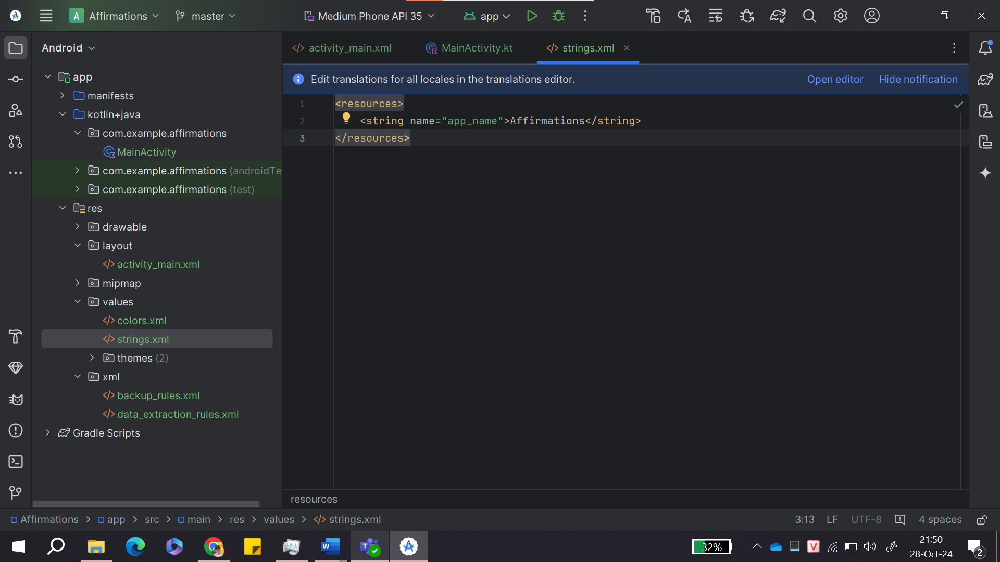 A Affirmations master Medium Phone API 35 app
Android
activity_main.xml MainActivity.kt strings.xml
Edit translations for all locales in the translations editor. Open editor Hide notification
app
manifests
kotlin+java
com.example.affirmations
MainActivity
com.example.affirmations (androidTe
com.example.affirmations (test)
res
drawable
layout
activity_main.xml
mipmap
values
colors.xml
strings.xml
themes (2)
xml
backup_rules.xml
data_extraction_rules.xml
Gradle Scripts
1 <resources>
2 <string name="app_name">Affirmations</string>
3 </resources>
resources
Affirmations > app > src > main > res > values > strings.xml
3:13 LF UTF-8 4 spaces
32%
21:50
28-Oct-24
2